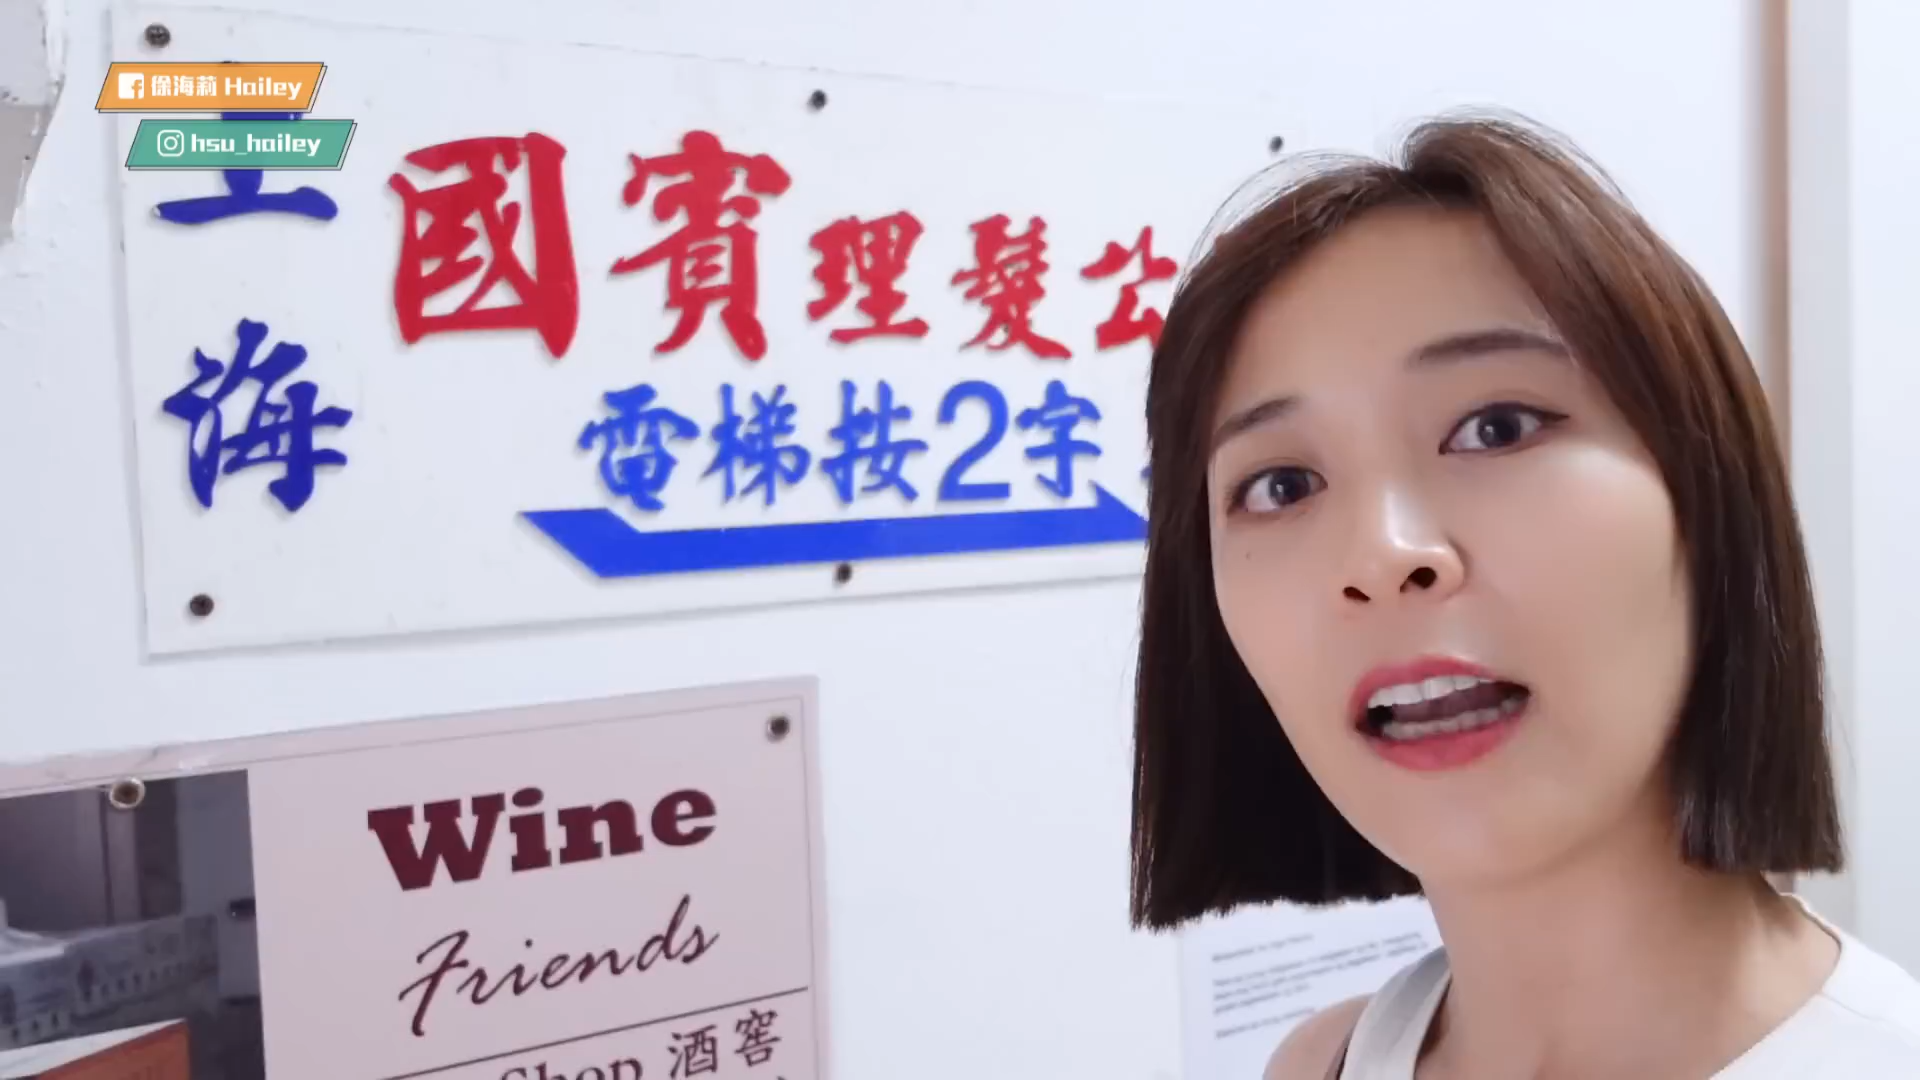 徐海莉 Hailey
hsu_hailey
上海
國賓理髮公
電梯按2字
Wine
Friends
Shop 酒窖